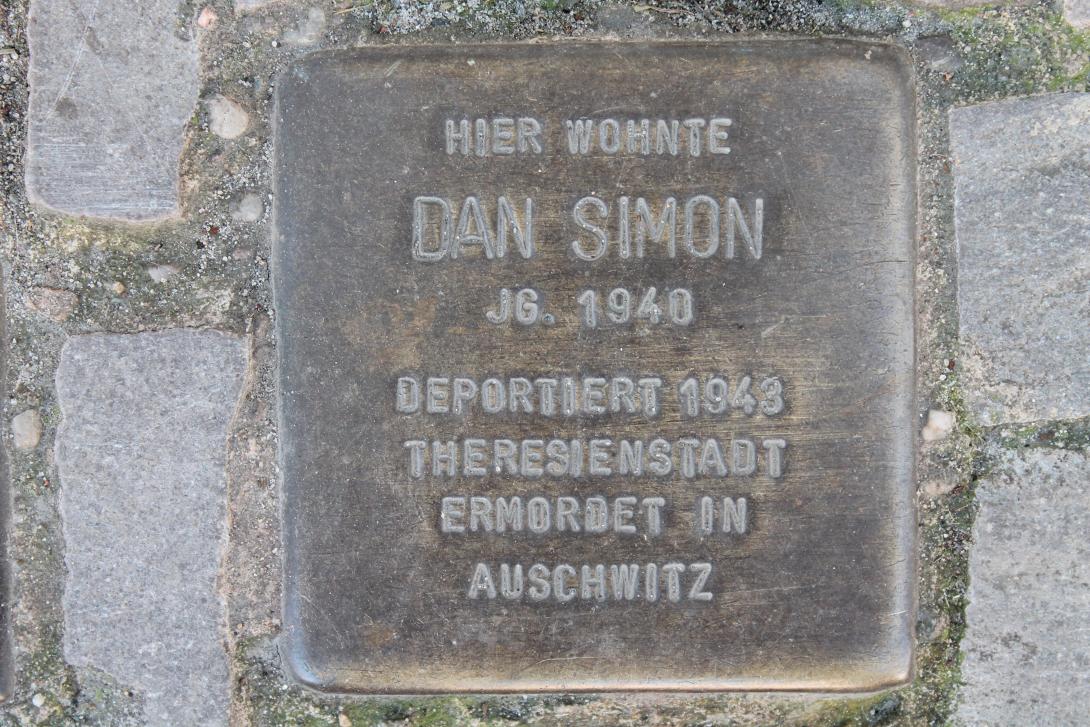 HIER WOHNTE
DAN SIMON
JG. 1940
DEPORTIERT 1943
THERESIENSTADT
ERMORDET IN
AUSCHWITZ